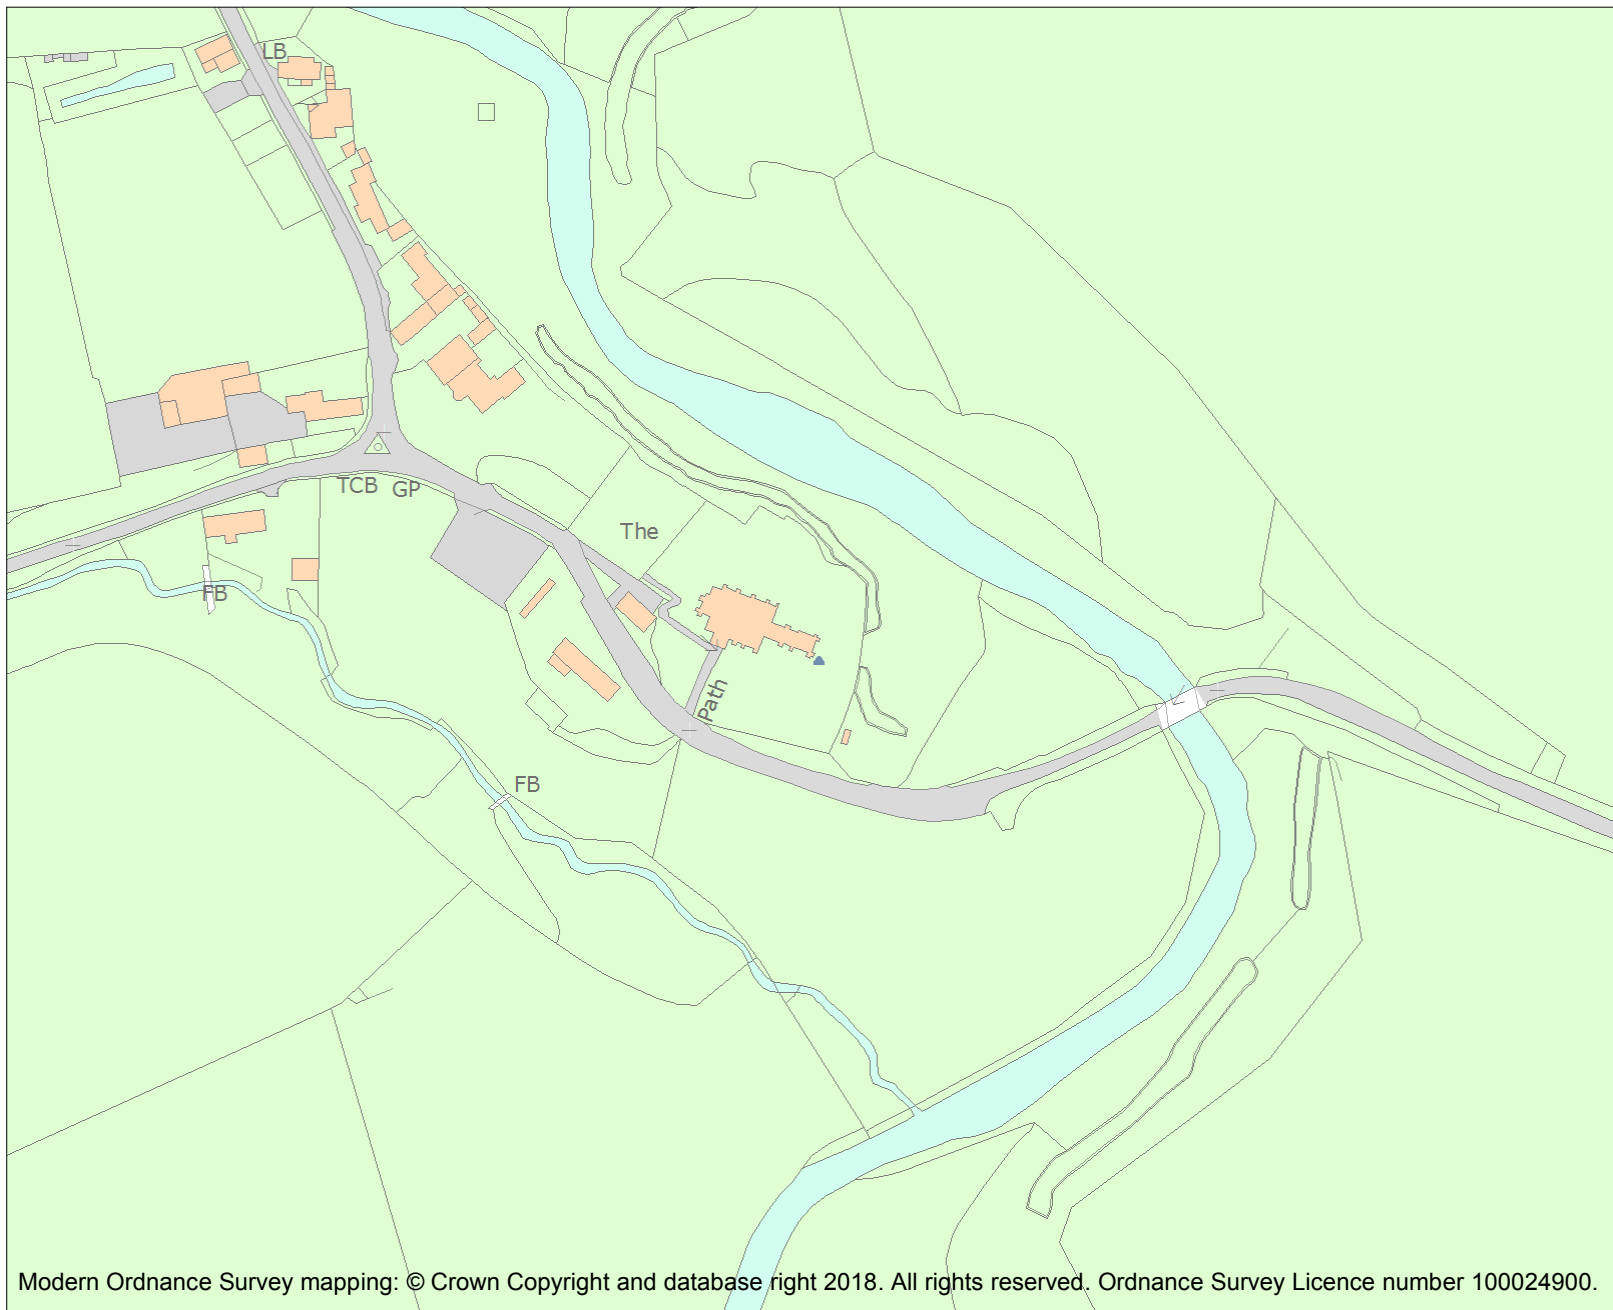 LB
TCB GP
The
FB
Path
FB
Modern Ordnance Survey mapping: © Crown Copyright and database right 2018. All rights reserved. Ordnance Survey Licence number 100024900.